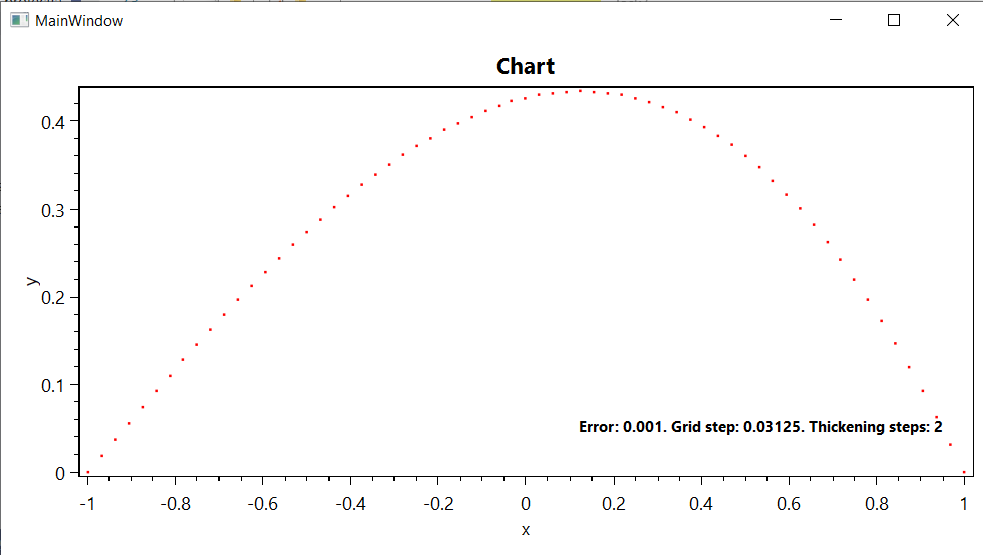 MainWindow
Chart
0.4
0.3
0.2
0.1
0
y
Error: 0.001. Grid step: 0.03125. Thickening steps: 2
-1 -0.8 -0.6 -0.4 -0.2 0 0.2 0.4 0.6 0.8 1
x